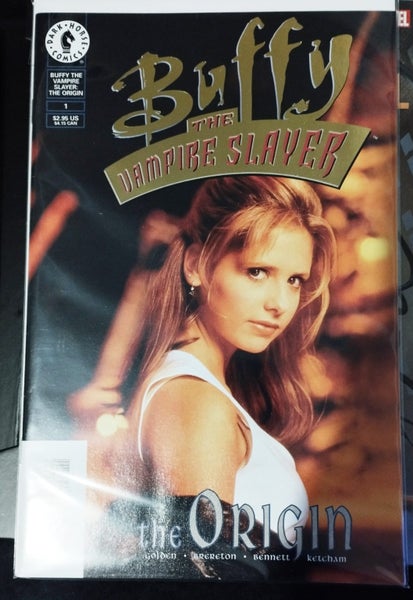 DARK HORSE COMICS
BUFFY THE
VAMPIRE
SLAYER:
THE ORIGIN
1
$2.95 US
$4.15 CAN
Buffy
THE
VAMPIRE SLAYER
the ORIGIN
GOLDEN • BRERETON • BENNETT • KETCHAM